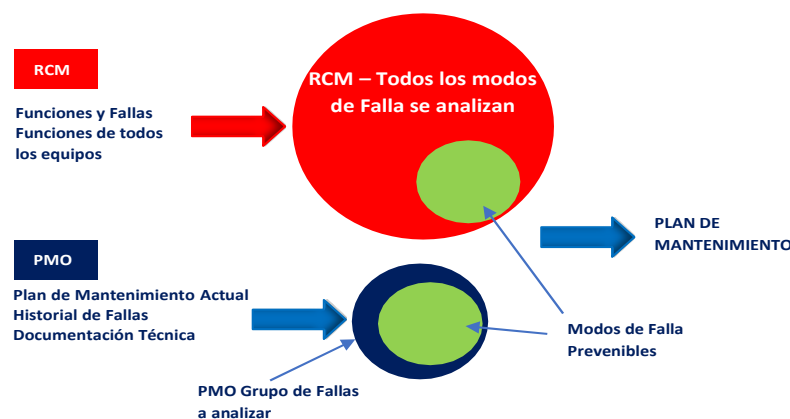 RCM
Funciones y Fallas
Funciones de todos
los equipos
RCM – Todos los modos
de Falla se analizan
PLAN DE
MANTENIMIENTO
PMO
Plan de Mantenimiento Actual
Historial de Fallas
Documentación Técnica
Modos de Falla
Prevenibles
PMO Grupo de Fallas
a analizar